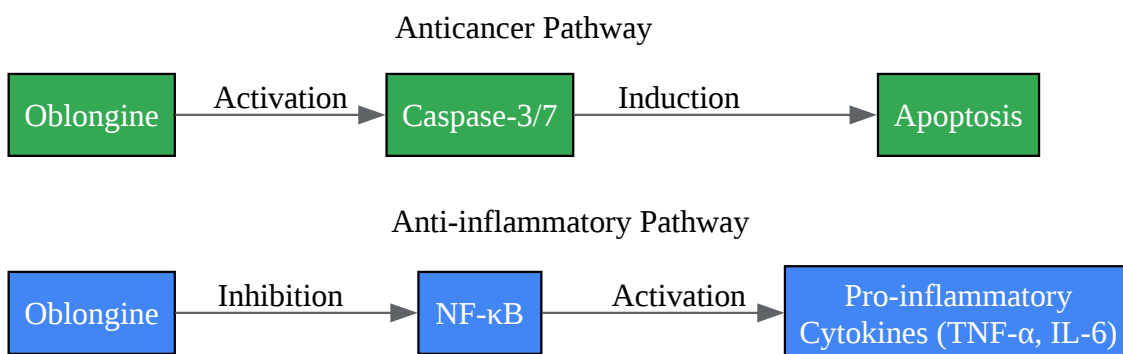 Anticancer Pathway
Oblongine
Activation
Caspase-3/7
Induction
Apoptosis
Anti-inflammatory Pathway
Oblongine
Inhibition
NF-κB
Activation
Pro-inflammatory
Cytokines (TNF-α, IL-6)